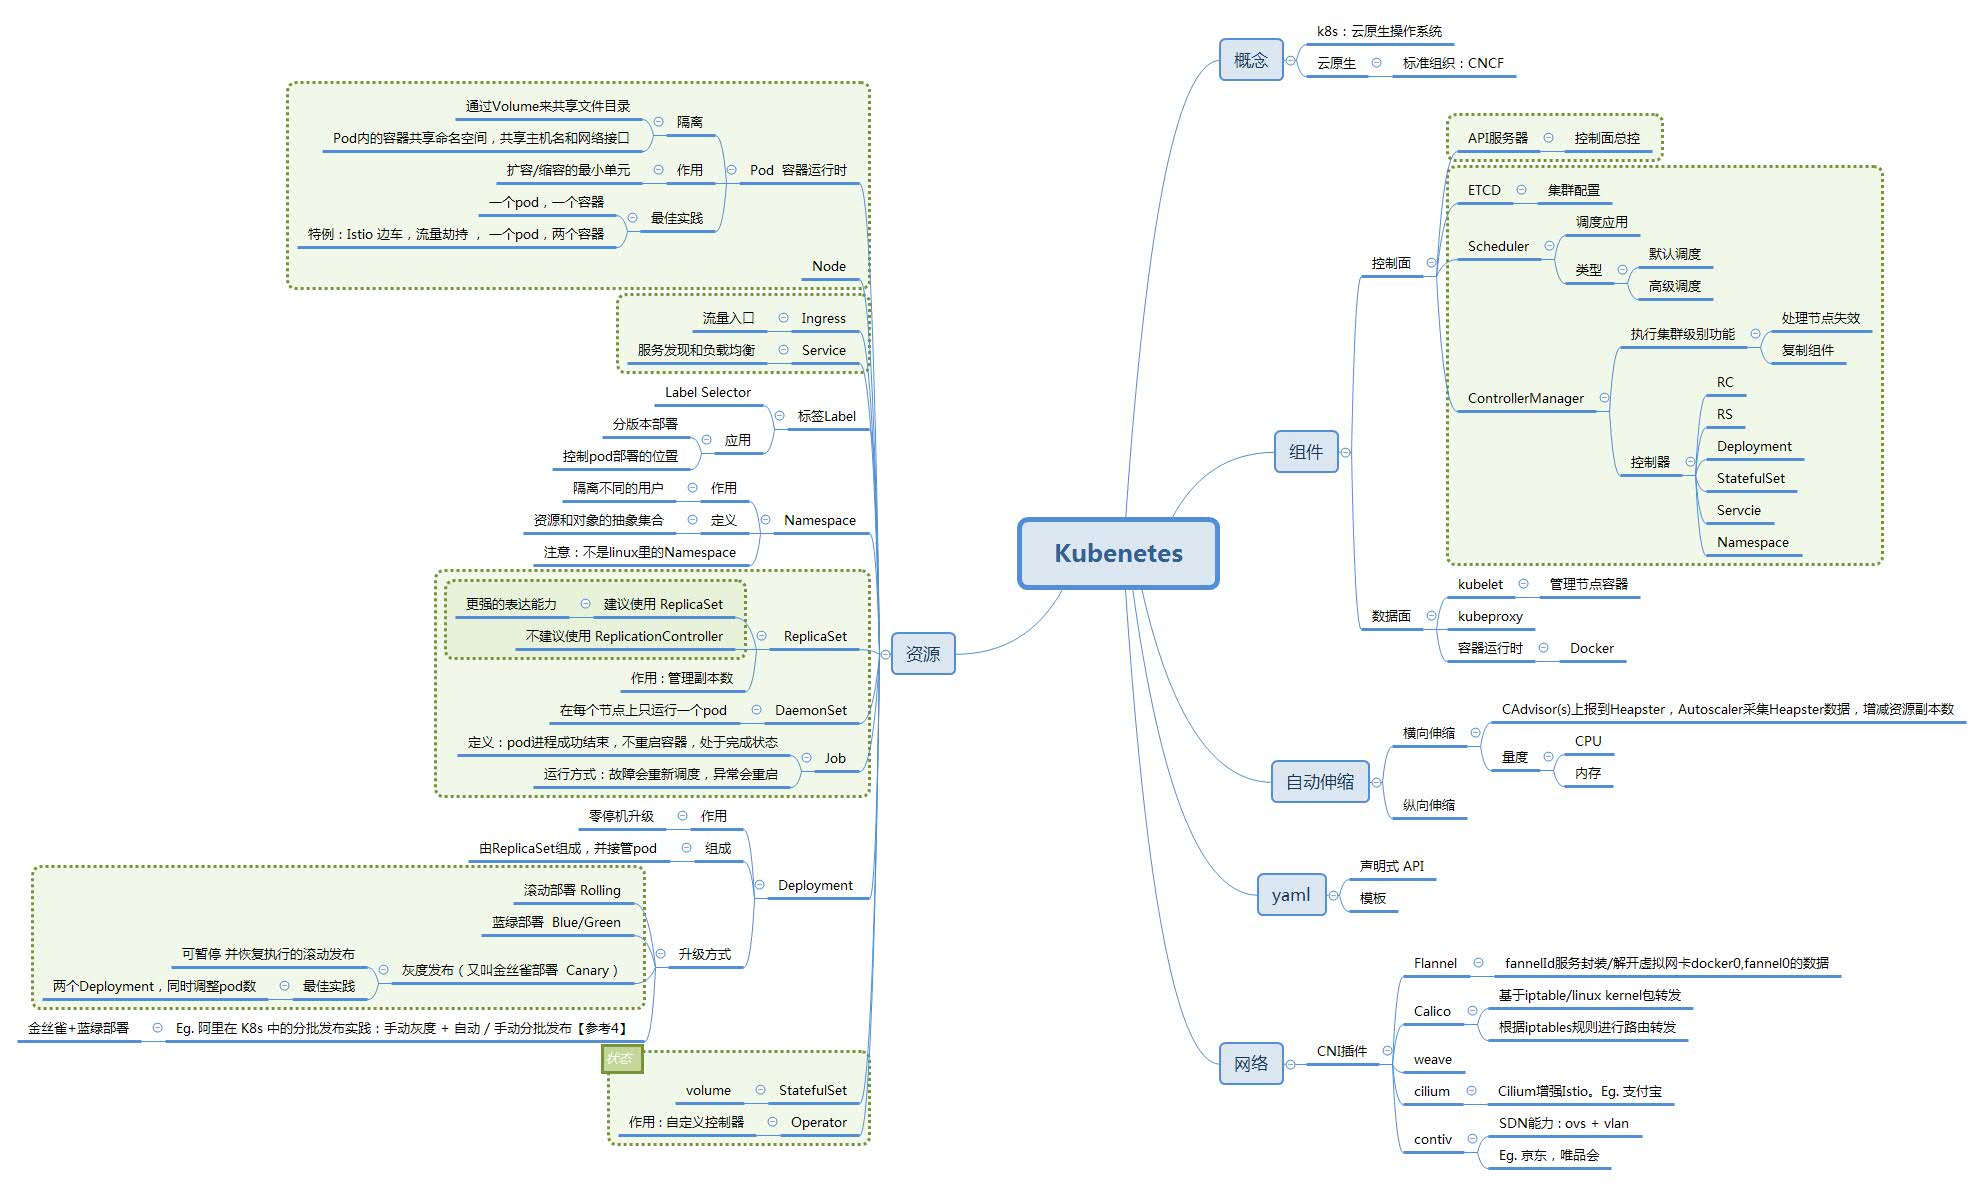 Kubenetes
概念
k8s：云原生操作系统
云原生
标准组织：CNCF
组件
控制面
API服务器
控制面总控
ETCD
集群配置
Scheduler
调度应用
类型
默认调度
高级调度
ControllerManager
执行集群级别功能
处理节点失效
复制组件
控制器
RC
RS
Deployment
StatefulSet
Servcie
Namespace
数据面
kubelet
管理节点容器
kubeproxy
容器运行时
Docker
自动伸缩
横向伸缩
CAdvisor(s)上报到Heapster，Autoscaler采集Heapster数据，增减资源副本数
量度
CPU
内存
纵向伸缩
yaml
声明式 API
模板
网络
CNI插件
Flannel
fannelId服务封装/解开虚拟网卡docker0,fannel0的数据
Calico
基于iptable/linux kernel包转发
根据iptables规则进行路由转发
weave
cilium
Cilium增强Istio。Eg. 支付宝
contiv
SDN能力：ovs + vlan
Eg. 京东，唯品会
资源
Pod 容器运行时
隔离
通过Volume来共享文件目录
Pod内的容器共享命名空间，共享主机名和网络接口
作用
扩容/缩容的最小单元
最佳实践
一个pod，一个容器
特例：Istio 边车，流量劫持 ， 一个pod，两个容器
Node
Ingress
流量入口
Service
服务发现和负载均衡
标签Label
Label Selector
应用
分版本部署
控制pod部署的位置
Namespace
作用
隔离不同的用户
定义
资源和对象的抽象集合
注意：不是linux里的Namespace
ReplicaSet
建议使用 ReplicaSet
更强的表达能力
不建议使用 ReplicationController
作用：管理副本数
DaemonSet
在每个节点上只运行一个pod
Job
定义：pod进程成功结束，不重启容器，处于完成状态
运行方式：故障会重新调度，异常会重启
Deployment
作用
零停机升级
组成
由ReplicaSet组成，并接管pod
升级方式
滚动部署 Rolling
蓝绿部署 Blue/Green
灰度发布（又叫金丝雀部署 Canary）
可暂停 并恢复执行的滚动发布
最佳实践
两个Deployment，同时调整pod数
Eg. 阿里在 K8s 中的分批发布实践：手动灰度 + 自动 / 手动分批发布【参考4】
金丝雀+蓝绿部署
状态
StatefulSet
volume
Operator
作用：自定义控制器